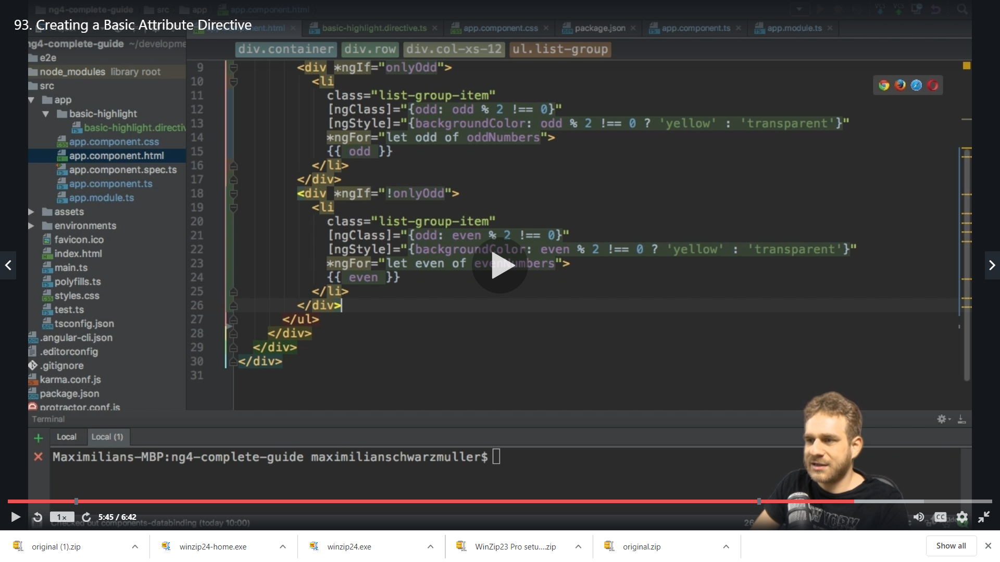 ng4-complete-guide src app app.component.html
93. Creating a Basic Attribute Directive
basic-highlight.directive.ts app.component.css package.json app.component.ts app.module.ts
ng4-complete-guide ~/developme
div.container div.row div.col-xs-12 ul.list-group
e2e
node_modules library root
src
app
basic-highlight
basic-highlight.directiv
app.component.css
app.component.html
app.component.spec.ts
app.component.ts
app.module.ts
assets
environments
favicon.ico
index.html
main.ts
polyfills.ts
styles.css
test.ts
tsconfig.json
.angular-cli.json
.editorconfig
.gitignore
karma.conf.js
package.json
protractor.conf.js
9 <div *ngIf="onlyOdd">
10 <li
11 class="list-group-item"
12 [ngClass]="{odd: odd % 2 !== 0}"
13 [ngStyle]="{backgroundColor: odd % 2 !== 0 ? 'yellow' : 'transparent'}"
14 *ngFor="let odd of oddNumbers">
15 {{ odd }}
16 </li>
17 </div>
18 <div *ngIf="!onlyOdd">
19 <li
20 class="list-group-item"
21 [ngClass]="{odd: even % 2 !== 0}"
22 [ngStyle]="{backgroundColor: even % 2 !== 0 ? 'yellow' : 'transparent'}"
23 *ngFor="let even of evenNumbers">
24 {{ even }}
25 </li>
26 </div>
27 </ul>
28 </div>
29 </div>
30 </div>
31
Terminal
Local Local (1)
Maximilians-MBP:ng4-complete-guide maximilianschwarzmuller$
1x 5:45 / 6:42 CC
Checked out components-databinding (today 10:00)
original (1).zip winzip24-home.exe winzip24.exe WinZip23 Pro setu....zip original.zip Show all